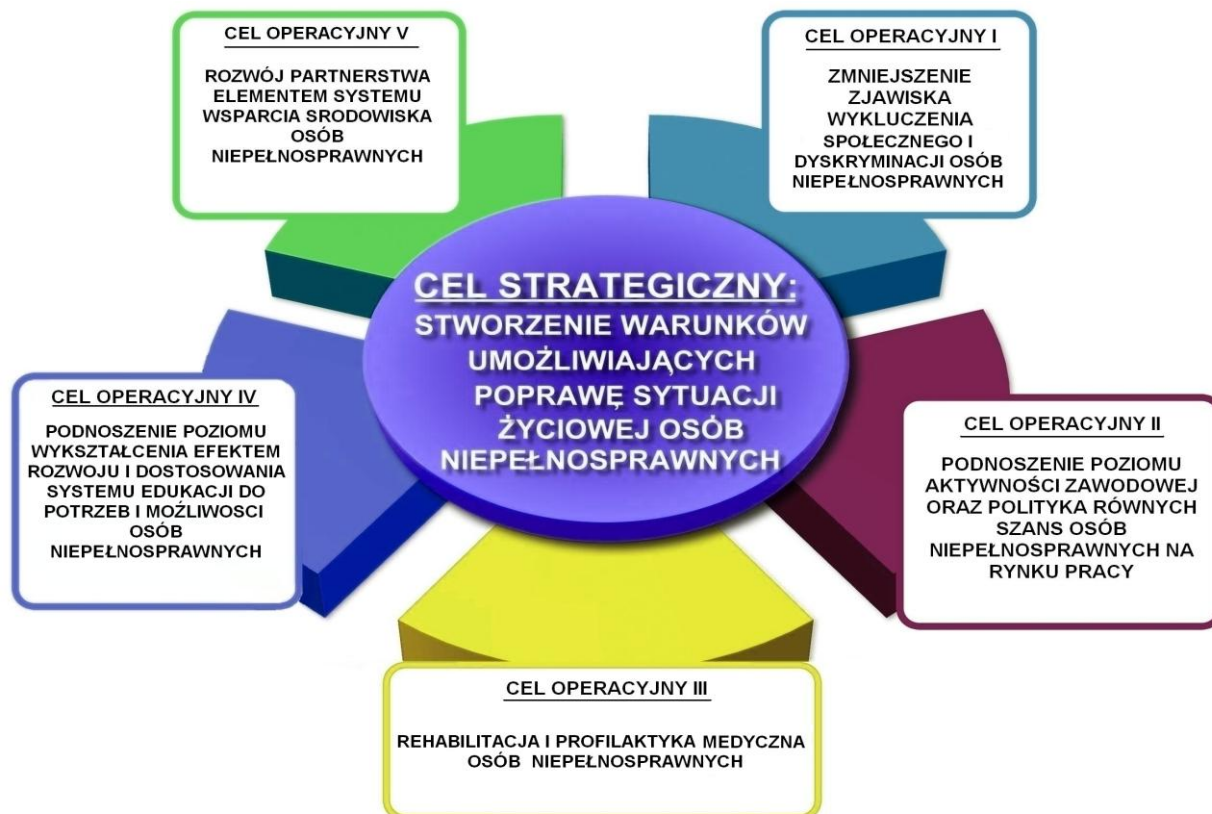 CEL OPERACYJNY V
ROZWÓJ PARTNERSTWA
ELEMENTEM SYSTEMU
WSPARCIA SRODOWISKA
OSÓB
NIEPEŁNOSPRAWNYCH
CEL OPERACYJNY I
ZMNIEJSZENIE
ZJAWISKA
WYKLUCZENIA
SPOŁECZNEGO I
DYSKRYMINACJI OSÓB
NIEPEŁNOSPRAWNYCH
CEL STRATEGICZNY:
STWORZENIE WARUNKÓW
UMOŻLIWIAJĄCYCH
POPRAWĘ SYTUACJI
ŻYCIOWEJ OSÓB
NIEPEŁNOSPRAWNYCH
CEL OPERACYJNY IV
PODNOSZENIE POZIOMU
WYKSZTAŁCENIA EFEKTEM
ROZWOJU I DOSTOSOWANIA
SYSTEMU EDUKACJI DO
POTRZEB I MOŻLIWOSCI
OSÓB
NIEPEŁNOSPRAWNYCH
CEL OPERACYJNY II
PODNOSZENIE POZIOMU
AKTYWNOŚCI ZAWODOWEJ
ORAZ POLITYKA RÓWNYCH
SZANS OSÓB
NIEPEŁNOSPRAWNYCH NA
RYNKU PRACY
CEL OPERACYJNY III
REHABILITACJA I PROFILAKTYKA MEDYCZNA
OSÓB NIEPEŁNOSPRAWNYCH